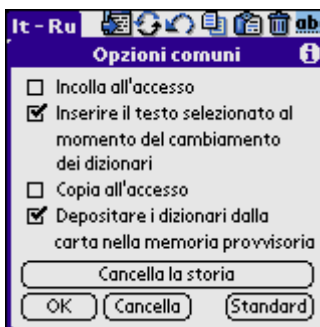 It - Ru ab
Opzioni comuni i
Incolla all'accesso
Inserire il testo selezionato al
momento del cambiamento
dei dizionari
Copia all'accesso
Depositare i dizionari dalla
carta nella memoria provvisoria
Cancella la storia
OK Cancella Standard